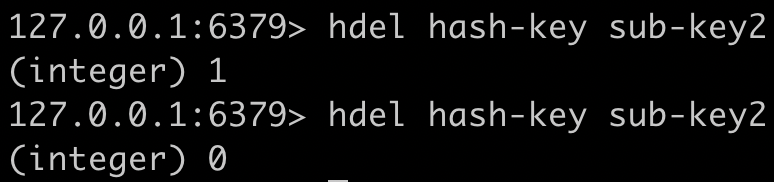 127.0.0.1:6379> hdel hash-key sub-key2
(integer) 1
127.0.0.1:6379> hdel hash-key sub-key2
(integer) 0